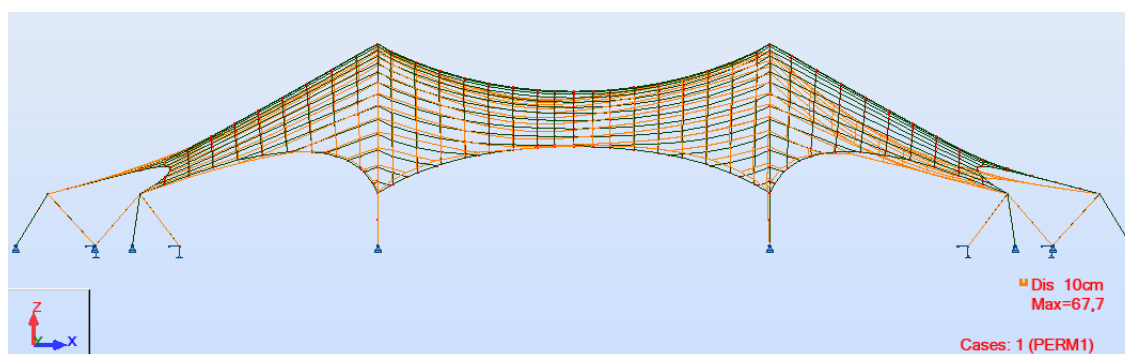 Dis 10cm
Max=67,7
Z
Y
X
Cases: 1 (PERM1)